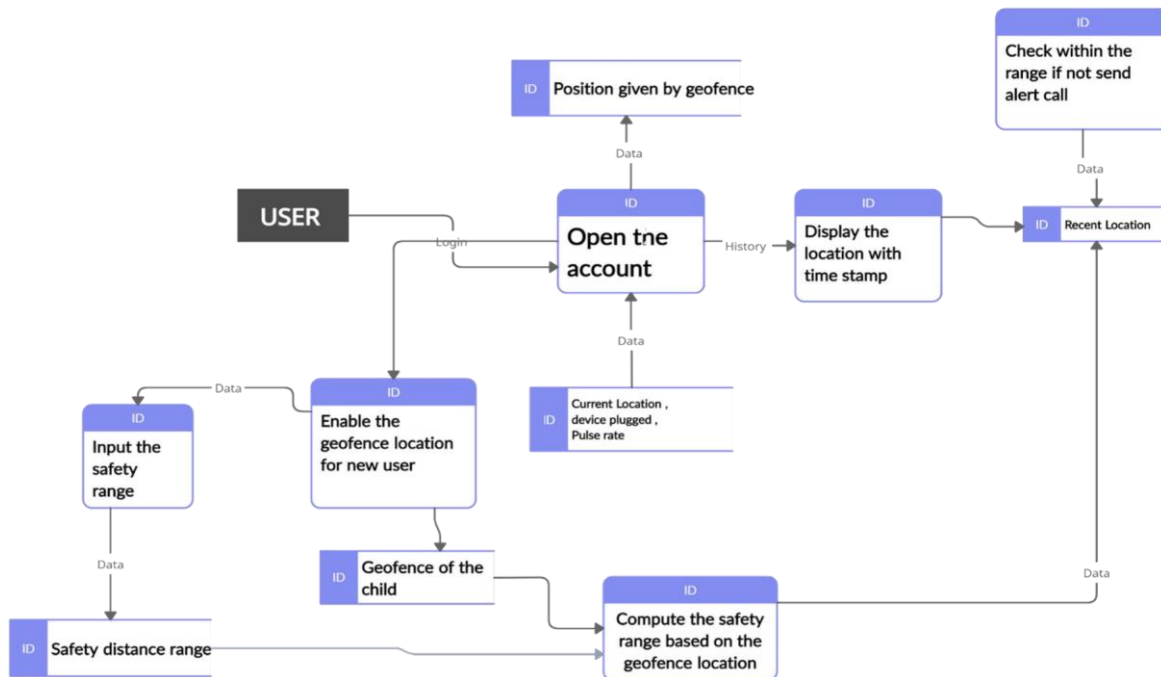 ID
Check within the
range if not send
alert call
ID
Position given by geofence
Data
Data
USER
ID
Open the
account
Login
History
ID
Display the
location with
time stamp
ID
Recent Location
Data
ID
Current Location ,
device plugged ,
Pulse rate
Data
ID
Enable the
geofence location
for new user
ID
Input the
safety
range
Data
ID
Geofence of the
child
ID
Compute the safety
range based on the
geofence location
Data
ID
Safety distance range